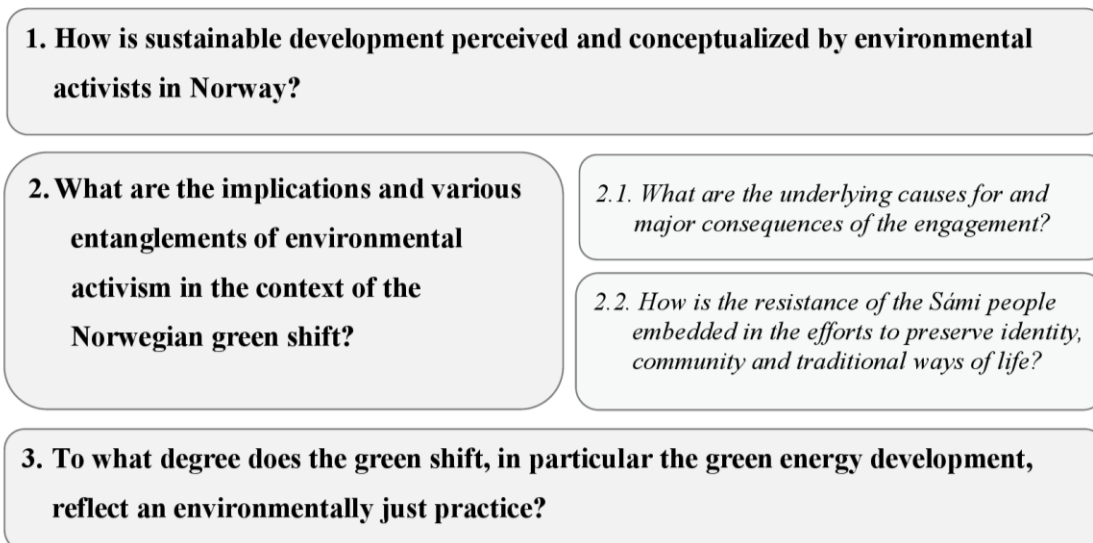 1. How is sustainable development perceived and conceptualized by environmental
activists in Norway?
2. What are the implications and various
entanglements of environmental
activism in the context of the
Norwegian green shift?
2.1. What are the underlying causes for and
major consequences of the engagement?
2.2. How is the resistance of the Sámi people
embedded in the efforts to preserve identity,
community and traditional ways of life?
3. To what degree does the green shift, in particular the green energy development,
reflect an environmentally just practice?